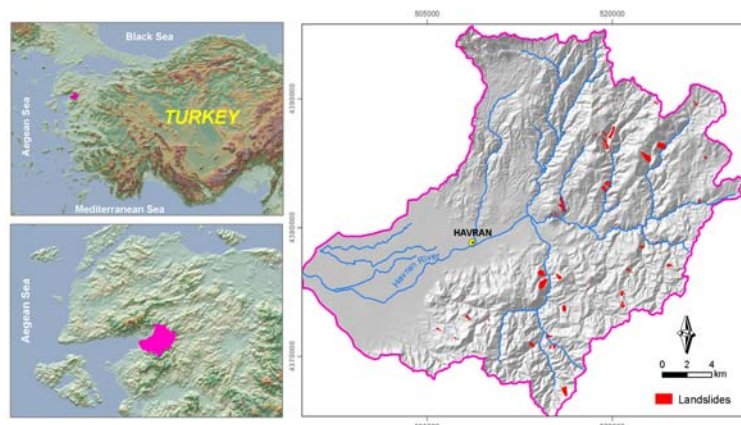 Black Sea
Aegean Sea
TURKEY
Mediterranean Sea
Aegean Sea
505000
520000
4390000
4380000
4370000
HAVRAN
Havran River
0 2 4
km
Landslides